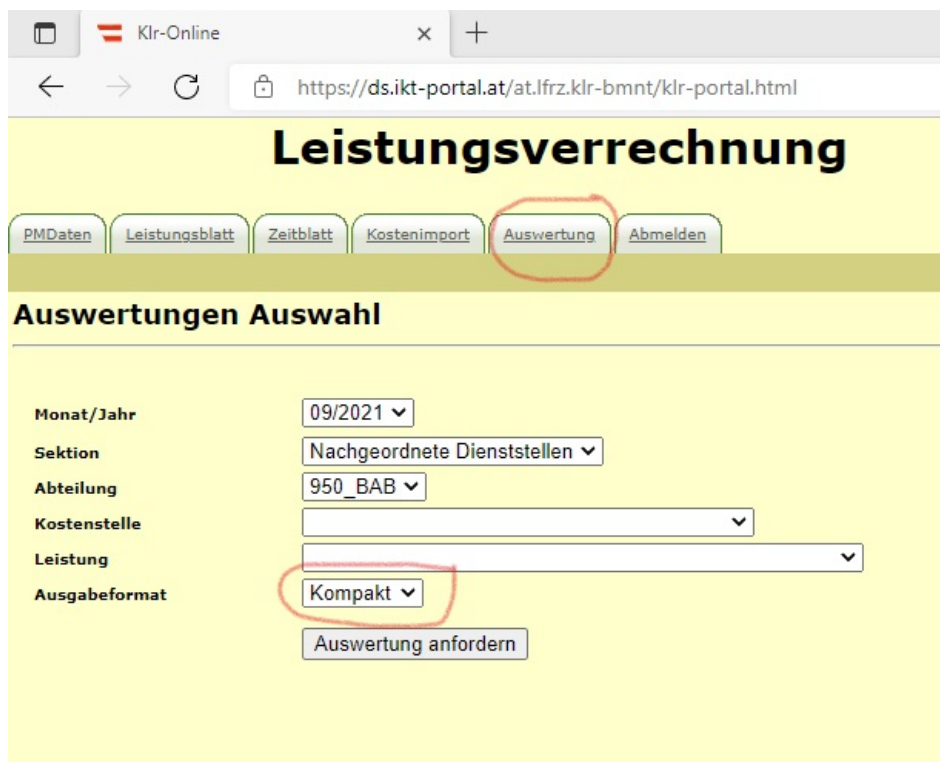 Klr-Online
https://ds.ikt-portal.at/at.lfrz.klr-bmnt/klr-portal.html
Leistungsverrechnung
PMDaten Leistungsblatt Zeitblatt Kostenimport Auswertung Abmelden
Auswertungen Auswahl
Monat/Jahr 09/2021
Sektion Nachgeordnete Dienststellen
Abteilung 950_BAB
Kostenstelle
Leistung
Ausgabeformat Kompakt
Auswertung anfordern